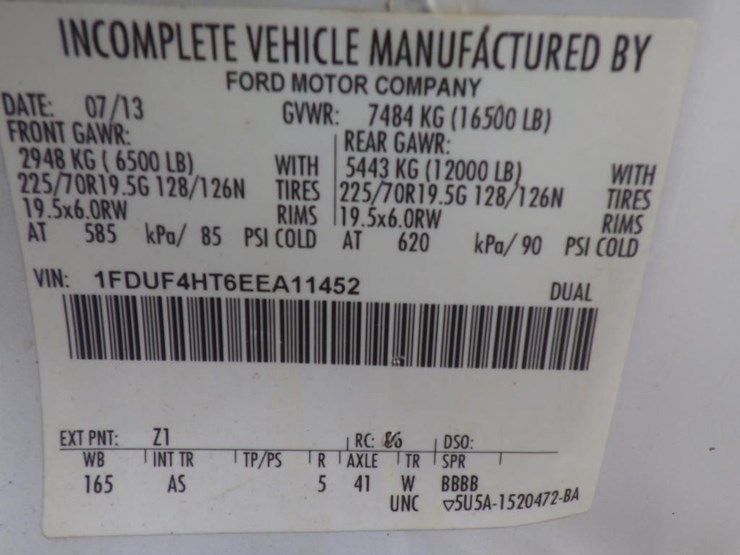 INCOMPLETE VEHICLE MANUFACTURED BY
FORD MOTOR COMPANY
DATE: 07/13 GVWR: 7484 KG (16500 LB)
FRONT GAWR: REAR GAWR:
2948 KG ( 6500 LB) WITH 5443 KG (12000 LB) WITH
225/70R19.5G 128/126N TIRES 225/70R19.5G 128/126N TIRES
19.5x6.0RW RIMS 19.5x6.0RW RIMS
AT 585 kPa/ 85 PSI COLD AT 620 kPa/ 90 PSI COLD
VIN: 1FDUF4HT6EEA11452 DUAL
EXT PNT: Z1 RC: DSO:
WB INT TR TP/PS R AXLE TR SPR
165 AS 5 41 W BBBB
UNC ▽5U5A-1520472-BA